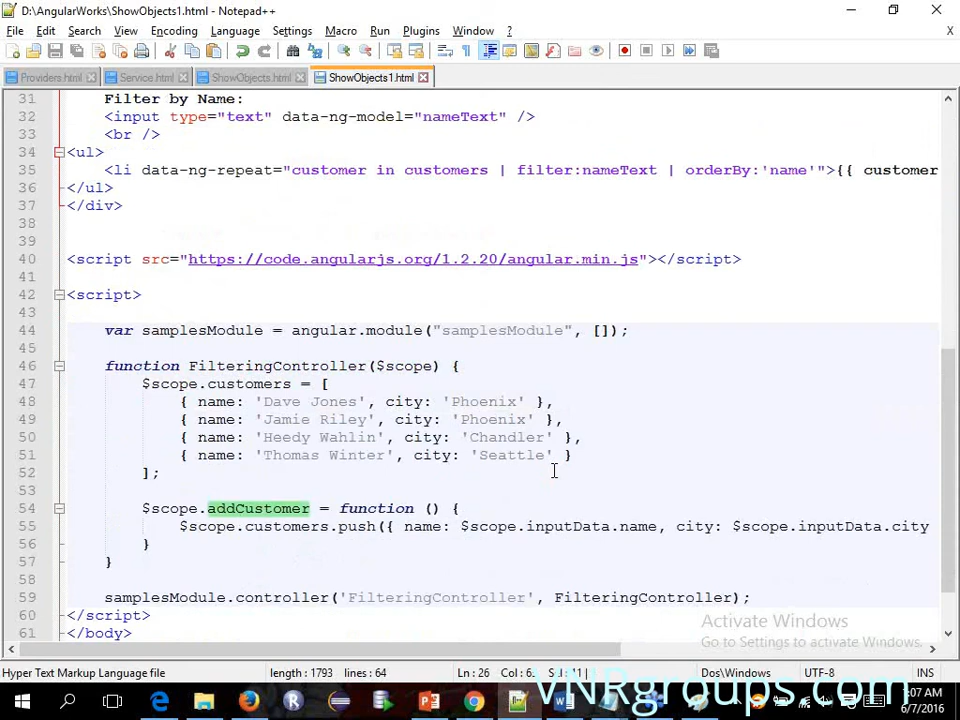 D:\AngularWorks\ShowObjects1.html - Notepad++
File Edit Search View Encoding Language Settings Macro Run Plugins Window ? X
Providers.html Service.html ShowObjects.html ShowObjects1.html
31 Filter by Name:
32 <input type="text" data-ng-model="nameText" />
33 <br />
34 <ul>
35 <li data-ng-repeat="customer in customers | filter:nameText | orderBy:'name'">{{ customer
36 </ul>
37 </div>
38
39
40 <script src="https://code.angularjs.org/1.2.20/angular.min.js"></script>
41
42 <script>
43
44 var samplesModule = angular.module("samplesModule", []);
45
46 function FilteringController($scope) {
47 $scope.customers = [
48 { name: 'Dave Jones', city: 'Phoenix' },
49 { name: 'Jamie Riley', city: 'Phoenix' },
50 { name: 'Heedy Wahlin', city: 'Chandler' },
51 { name: 'Thomas Winter', city: 'Seattle' }
52 ];
53
54 $scope.addCustomer = function () {
55 $scope.customers.push({ name: $scope.inputData.name, city: $scope.inputData.city
56 }
57 }
58
59 samplesModule.controller('FilteringController', FilteringController);
60 </script>
61 </body>
Activate Windows
Go to Settings to activate Windows.
Hyper Text Markup Language file length : 1793 lines : 64 Ln : 26 Dos\Windows UTF-8 INS
VNRgroups.com
:07 AM
6/7/2016